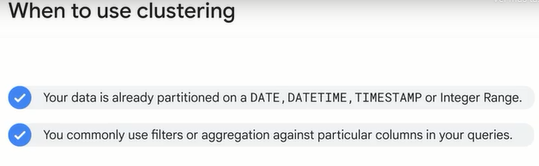 When to use clustering
Your data is already partitioned on a DATE, DATETIME, TIMESTAMP or Integer Range.
You commonly use filters or aggregation against particular columns in your queries.